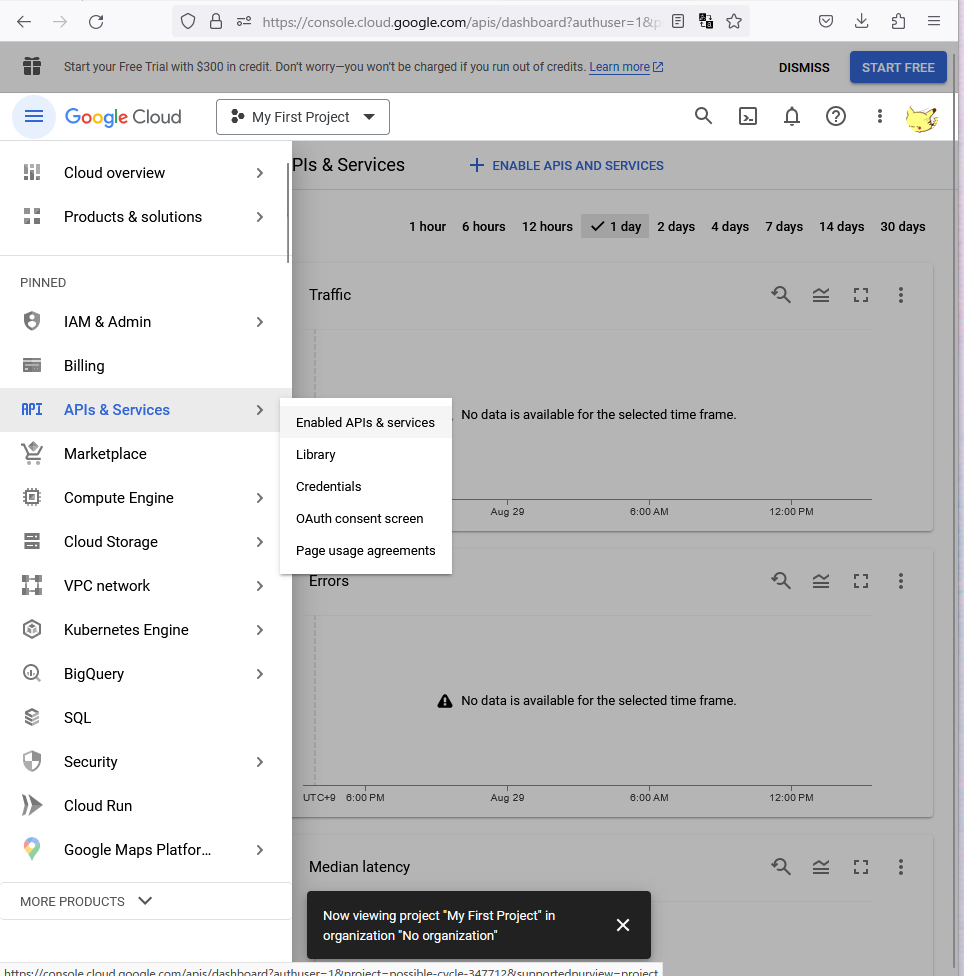 https://console.cloud.google.com/apis/dashboard?authuser=1&p
Start your Free Trial with $300 in credit. Don't worry—you won't be charged if you run out of credits. Learn more
DISMISS
START FREE
Google Cloud
My First Project
Cloud overview
Products & solutions
PINNED
IAM & Admin
Billing
API
APIs & Services
Marketplace
Compute Engine
Cloud Storage
VPC network
Kubernetes Engine
BigQuery
SQL
Security
Cloud Run
Google Maps Platfor...
MORE PRODUCTS
Enabled APIs & services
Library
Credentials
OAuth consent screen
Page usage agreements
PIs & Services
ENABLE APIS AND SERVICES
1 hour 6 hours 12 hours 1 day 2 days 4 days 7 days 14 days 30 days
Traffic
No data is available for the selected time frame.
Aug 29 6:00 AM 12:00 PM
Errors
No data is available for the selected time frame.
UTC+9 6:00 PM Aug 29 6:00 AM 12:00 PM
Median latency
Now viewing project "My First Project" in
organization "No organization"
https://console.cloud.google.com/apis/dashboard?authuser=1&project=possible-cycle-347712&supportedpurview=project